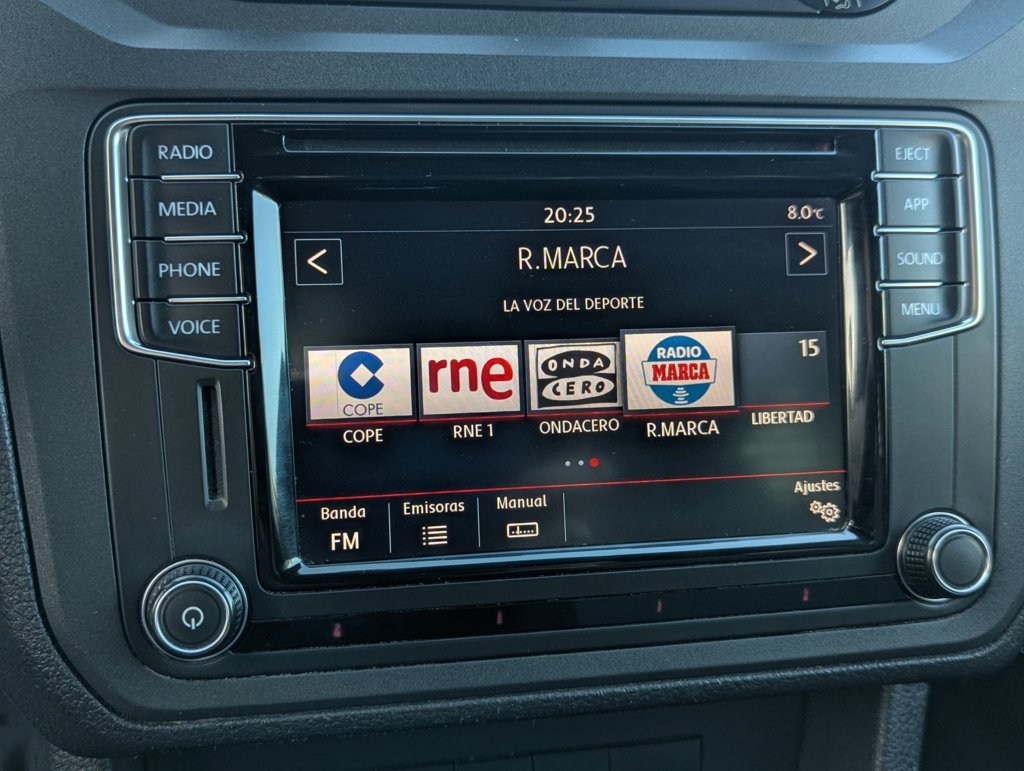 RADIO
MEDIA
PHONE
VOICE
EJECT
APP
SOUND
MENU
20:25
8.0°C
<
R.MARCA
>
LA VOZ DEL DEPORTE
COPE
rne
ONDA
CERO
RADIO
MARCA
15
COPE
RNE 1
ONDACERO
R.MARCA
LIBERTAD
Banda
FM
Emisoras
Manual
Ajustes